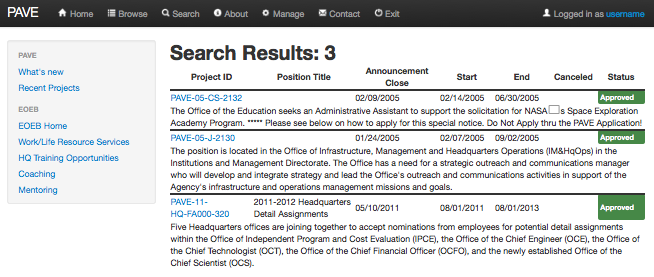 PAVE Home Browse Search About Manage Contact Exit Logged in as username
PAVE
What's new
Recent Projects
EOEB
EOEB Home
Work/Life Resource Services
HQ Training Opportunities
Coaching
Mentoring
Search Results: 3
Project ID Position Title Announcement Close Start End Canceled Status
PAVE-05-CS-2132 02/09/2005 02/14/2005 06/30/2005 Approved
The Office of the Education seeks an Administrative Assistant to support the solicitation for NASA s Space Exploration
Academy Program. ***** Please see below on how to apply for this special notice. Do Not Apply thru the PAVE Application!
PAVE-05-J-2130 01/24/2005 02/07/2005 09/02/2005 Approved
The position is located in the Office of Infrastructure, Management and Headquarters Operations (IM&HqOps) in the
Institutions and Management Directorate. The Office has a need for a strategic outreach and communications manager
who will develop and integrate strategy and lead the Office's outreach and communications activities in support of the
Agency's infrastructure and operations management missions and goals.
PAVE-11-HQ-FA000-320 2011-2012 Headquarters Detail Assignments 05/10/2011 08/01/2011 08/01/2013 Approved
Five Headquarters offices are joining together to accept nominations from employees for potential detail assignments
within the Office of Independent Program and Cost Evaluation (IPCE), the Office of the Chief Engineer (OCE), the Office of
the Chief Technologist (OCT), the Office of the Chief Financial Officer (OCFO), and the newly established Office of the
Chief Scientist (OCS).